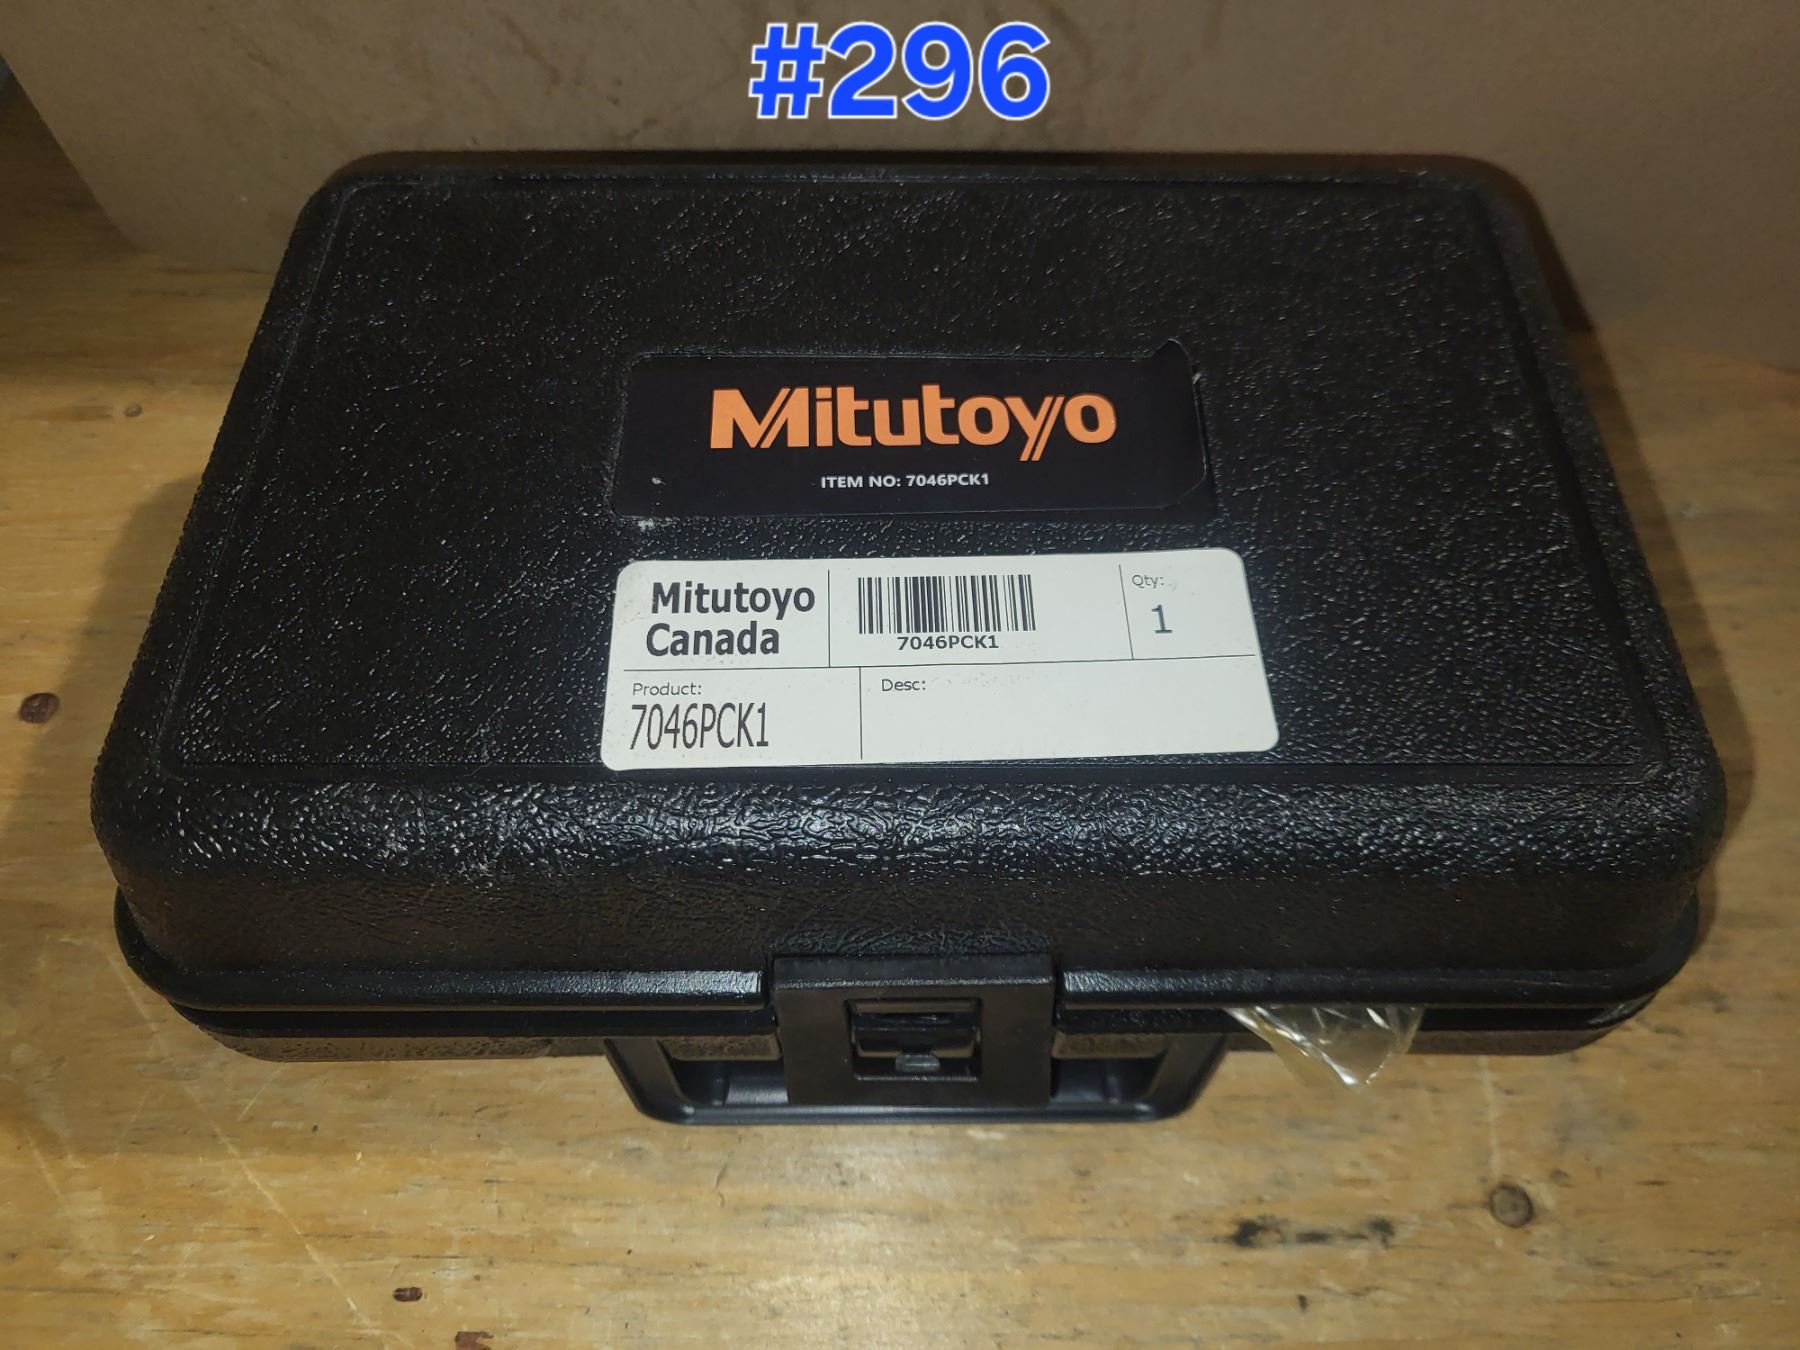 #296
Mitutoyo
ITEM NO: 7046PCK1
Mitutoyo
Canada
7046PCK1
Qty:
1
Product:
7046PCK1
Desc: